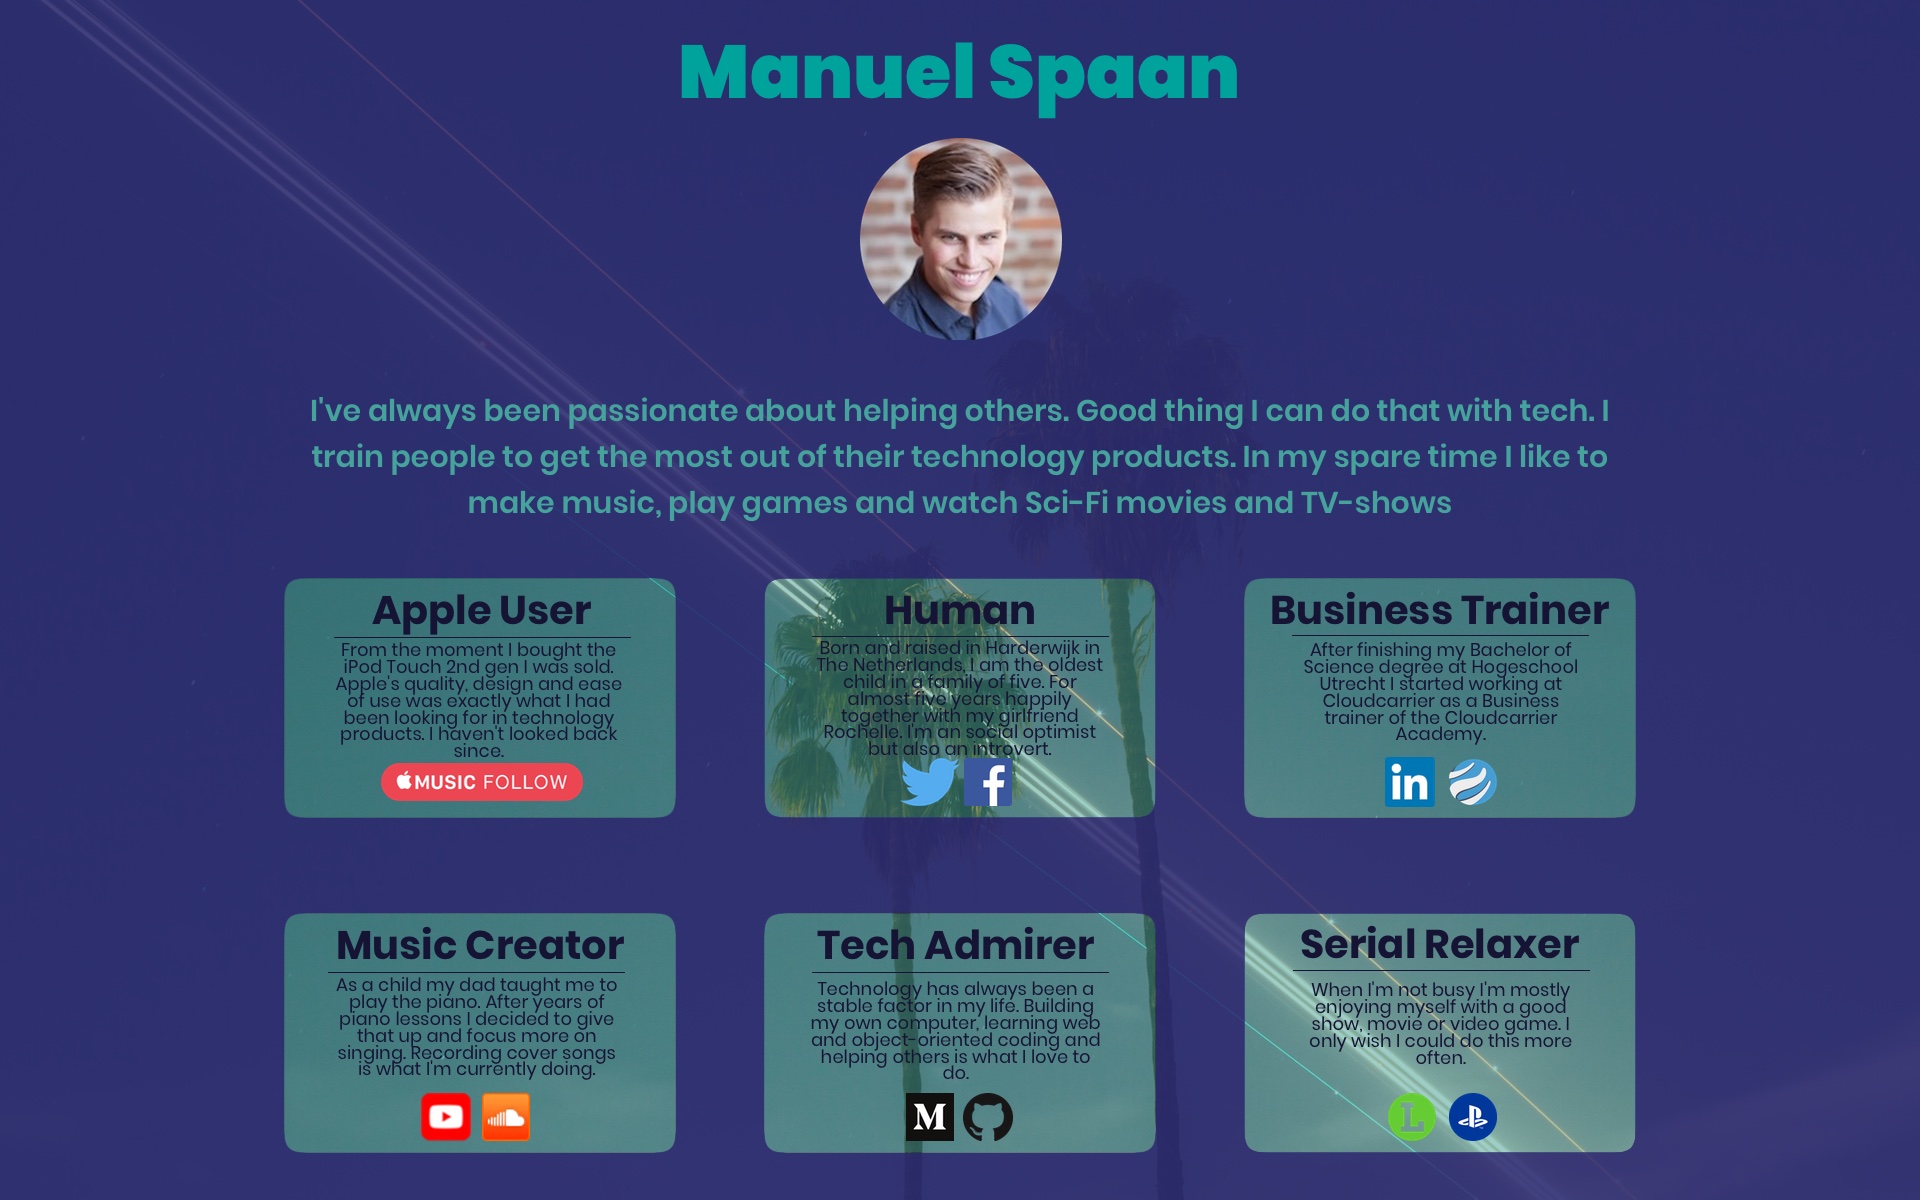 Manuel Spaan
I've always been passionate about helping others. Good thing I can do that with tech. I
train people to get the most out of their technology products. In my spare time I like to
make music, play games and watch Sci-Fi movies and TV-shows
Apple User
From the moment I bought the
iPod Touch 2nd gen I was sold.
Apple's quality, design and ease
of use was exactly what I had
been looking for in technology
products. I haven't looked back
since.
MUSIC FOLLOW
Human
Born and raised in Harderwijk in
The Netherlands, I am the oldest
child in a family of five. For
almost five years happily
together with my girlfriend
Rochelle. I'm an social optimist
but also an introvert.
f
Business Trainer
After finishing my Bachelor of
Science degree at Hogeschool
Utrecht I started working at
Cloudcarrier as a Business
trainer of the Cloudcarrier
Academy.
in
Music Creator
As a child my dad taught me to
play the piano. After years of
piano lessons I decided to give
that up and focus more on
singing. Recording cover songs
is what I'm currently doing.
Tech Admirer
Technology has always been a
stable factor in my life. Building
my own computer, learning web
and object-oriented coding and
helping others is what I love to
do.
M
Serial Relaxer
When I'm not busy I'm mostly
enjoying myself with a good
show, movie or video game. I
only wish I could do this more
often.
L